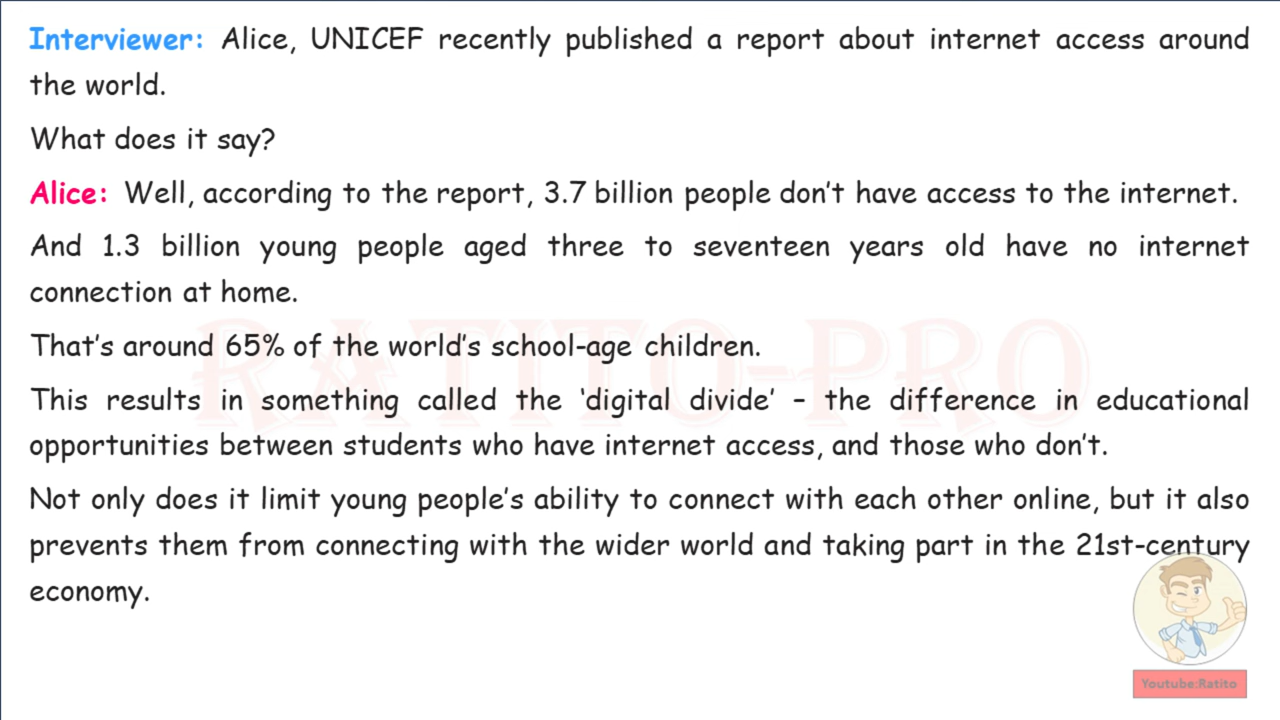 Interviewer: Alice, UNICEF recently published a report about internet access around
the world.
What does it say?
Alice: Well, according to the report, 3.7 billion people don't have access to the internet.
And 1.3 billion young people aged three to seventeen years old have no internet
connection at home.
That's around 65% of the world's school-age children.
This results in something called the 'digital divide' – the difference in educational
opportunities between students who have internet access, and those who don't.
Not only does it limit young people's ability to connect with each other online, but it also
prevents them from connecting with the wider world and taking part in the 21st-century
economy.
RATITO-PRO
Youtube:Ratito